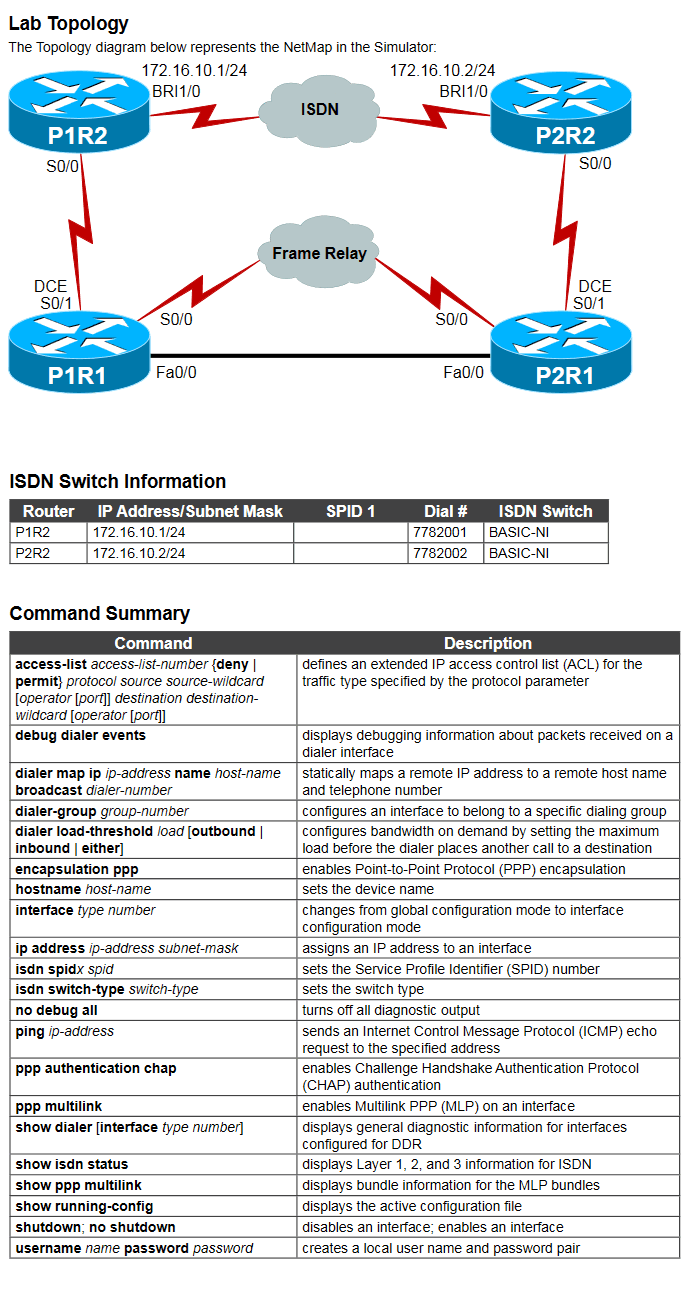 Lab Topology
The Topology diagram below represents the NetMap in the Simulator:
172.16.10.1/24
172.16.10.2/24
BRI1/0
BRI1/0
ISDN
P1R2
P2R2
S0/0
S0/0
Frame Relay
DCE
S0/1
DCE
S0/1
S0/0
S0/0
P1R1
P2R1
Fa0/0
Fa0/0
ISDN Switch Information
Router IP Address/Subnet Mask SPID 1 Dial # ISDN Switch
P1R2 172.16.10.1/24 7782001 BASIC-NI
P2R2 172.16.10.2/24 7782002 BASIC-NI
Command Summary
Command Description
access-list access-list-number {deny |
permit} protocol source source-wildcard
[operator [port]] destination destination-
wildcard [operator [port]]
defines an extended IP access control list (ACL) for the
traffic type specified by the protocol parameter
debug dialer events
displays debugging information about packets received on a
dialer interface
dialer map ip ip-address name host-name
broadcast dialer-number
statically maps a remote IP address to a remote host name
and telephone number
dialer-group group-number
configures an interface to belong to a specific dialing group
dialer load-threshold load [outbound |
inbound | either]
configures bandwidth on demand by setting the maximum
load before the dialer places another call to a destination
encapsulation ppp
enables Point-to-Point Protocol (PPP) encapsulation
hostname host-name
sets the device name
interface type number
changes from global configuration mode to interface
configuration mode
ip address ip-address subnet-mask
assigns an IP address to an interface
isdn spidx spid
sets the Service Profile Identifier (SPID) number
isdn switch-type switch-type
sets the switch type
no debug all
turns off all diagnostic output
ping ip-address
sends an Internet Control Message Protocol (ICMP) echo
request to the specified address
ppp authentication chap
enables Challenge Handshake Authentication Protocol
(CHAP) authentication
ppp multilink
enables Multilink PPP (MLP) on an interface
show dialer [interface type number]
displays general diagnostic information for interfaces
configured for DDR
show isdn status
displays Layer 1, 2, and 3 information for ISDN
show ppp multilink
displays bundle information for the MLP bundles
show running-config
displays the active configuration file
shutdown; no shutdown
disables an interface; enables an interface
username name password password
creates a local user name and password pair